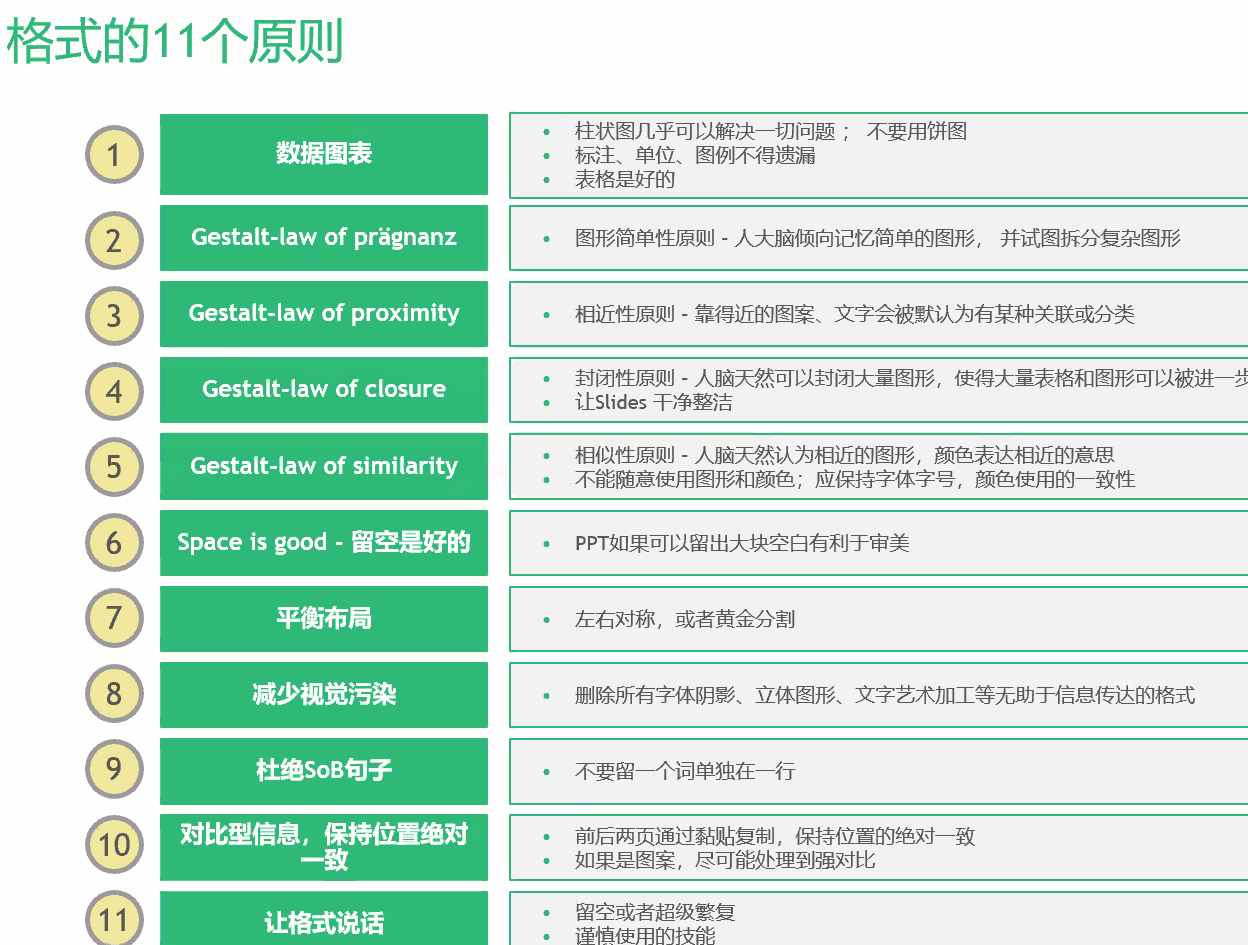 格式的11个原则
1
数据图表
• 柱状图几乎可以解决一切问题 ； 不要用饼图
• 标注、单位、图例不得遗漏
• 表格是好的
2
Gestalt-law of prägnanz
• 图形简单性原则 - 人大脑倾向记忆简单的图形， 并试图拆分复杂图形
3
Gestalt-law of proximity
• 相近性原则 - 靠得近的图案、文字会被默认为有某种关联或分类
4
Gestalt-law of closure
• 封闭性原则 - 人脑天然可以封闭大量图形，使得大量表格和图形可以被进一步
• 让Slides 干净整洁
5
Gestalt-law of similarity
• 相似性原则 - 人脑天然认为相近的图形，颜色表达相近的意思
• 不能随意使用图形和颜色；应保持字体字号，颜色使用的一致性
6
Space is good - 留空是好的
• PPT如果可以留出大块空白有利于审美
7
平衡布局
• 左右对称，或者黄金分割
8
减少视觉污染
• 删除所有字体阴影、立体图形、文字艺术加工等无助于信息传达的格式
9
杜绝SoB句子
• 不要留一个词单独在一行
10
对比型信息，保持位置绝对
一致
• 前后两页通过黏贴复制，保持位置的绝对一致
• 如果是图案，尽可能处理到强对比
11
让格式说话
• 留空或者超级繁复
• 谨慎使用的技能